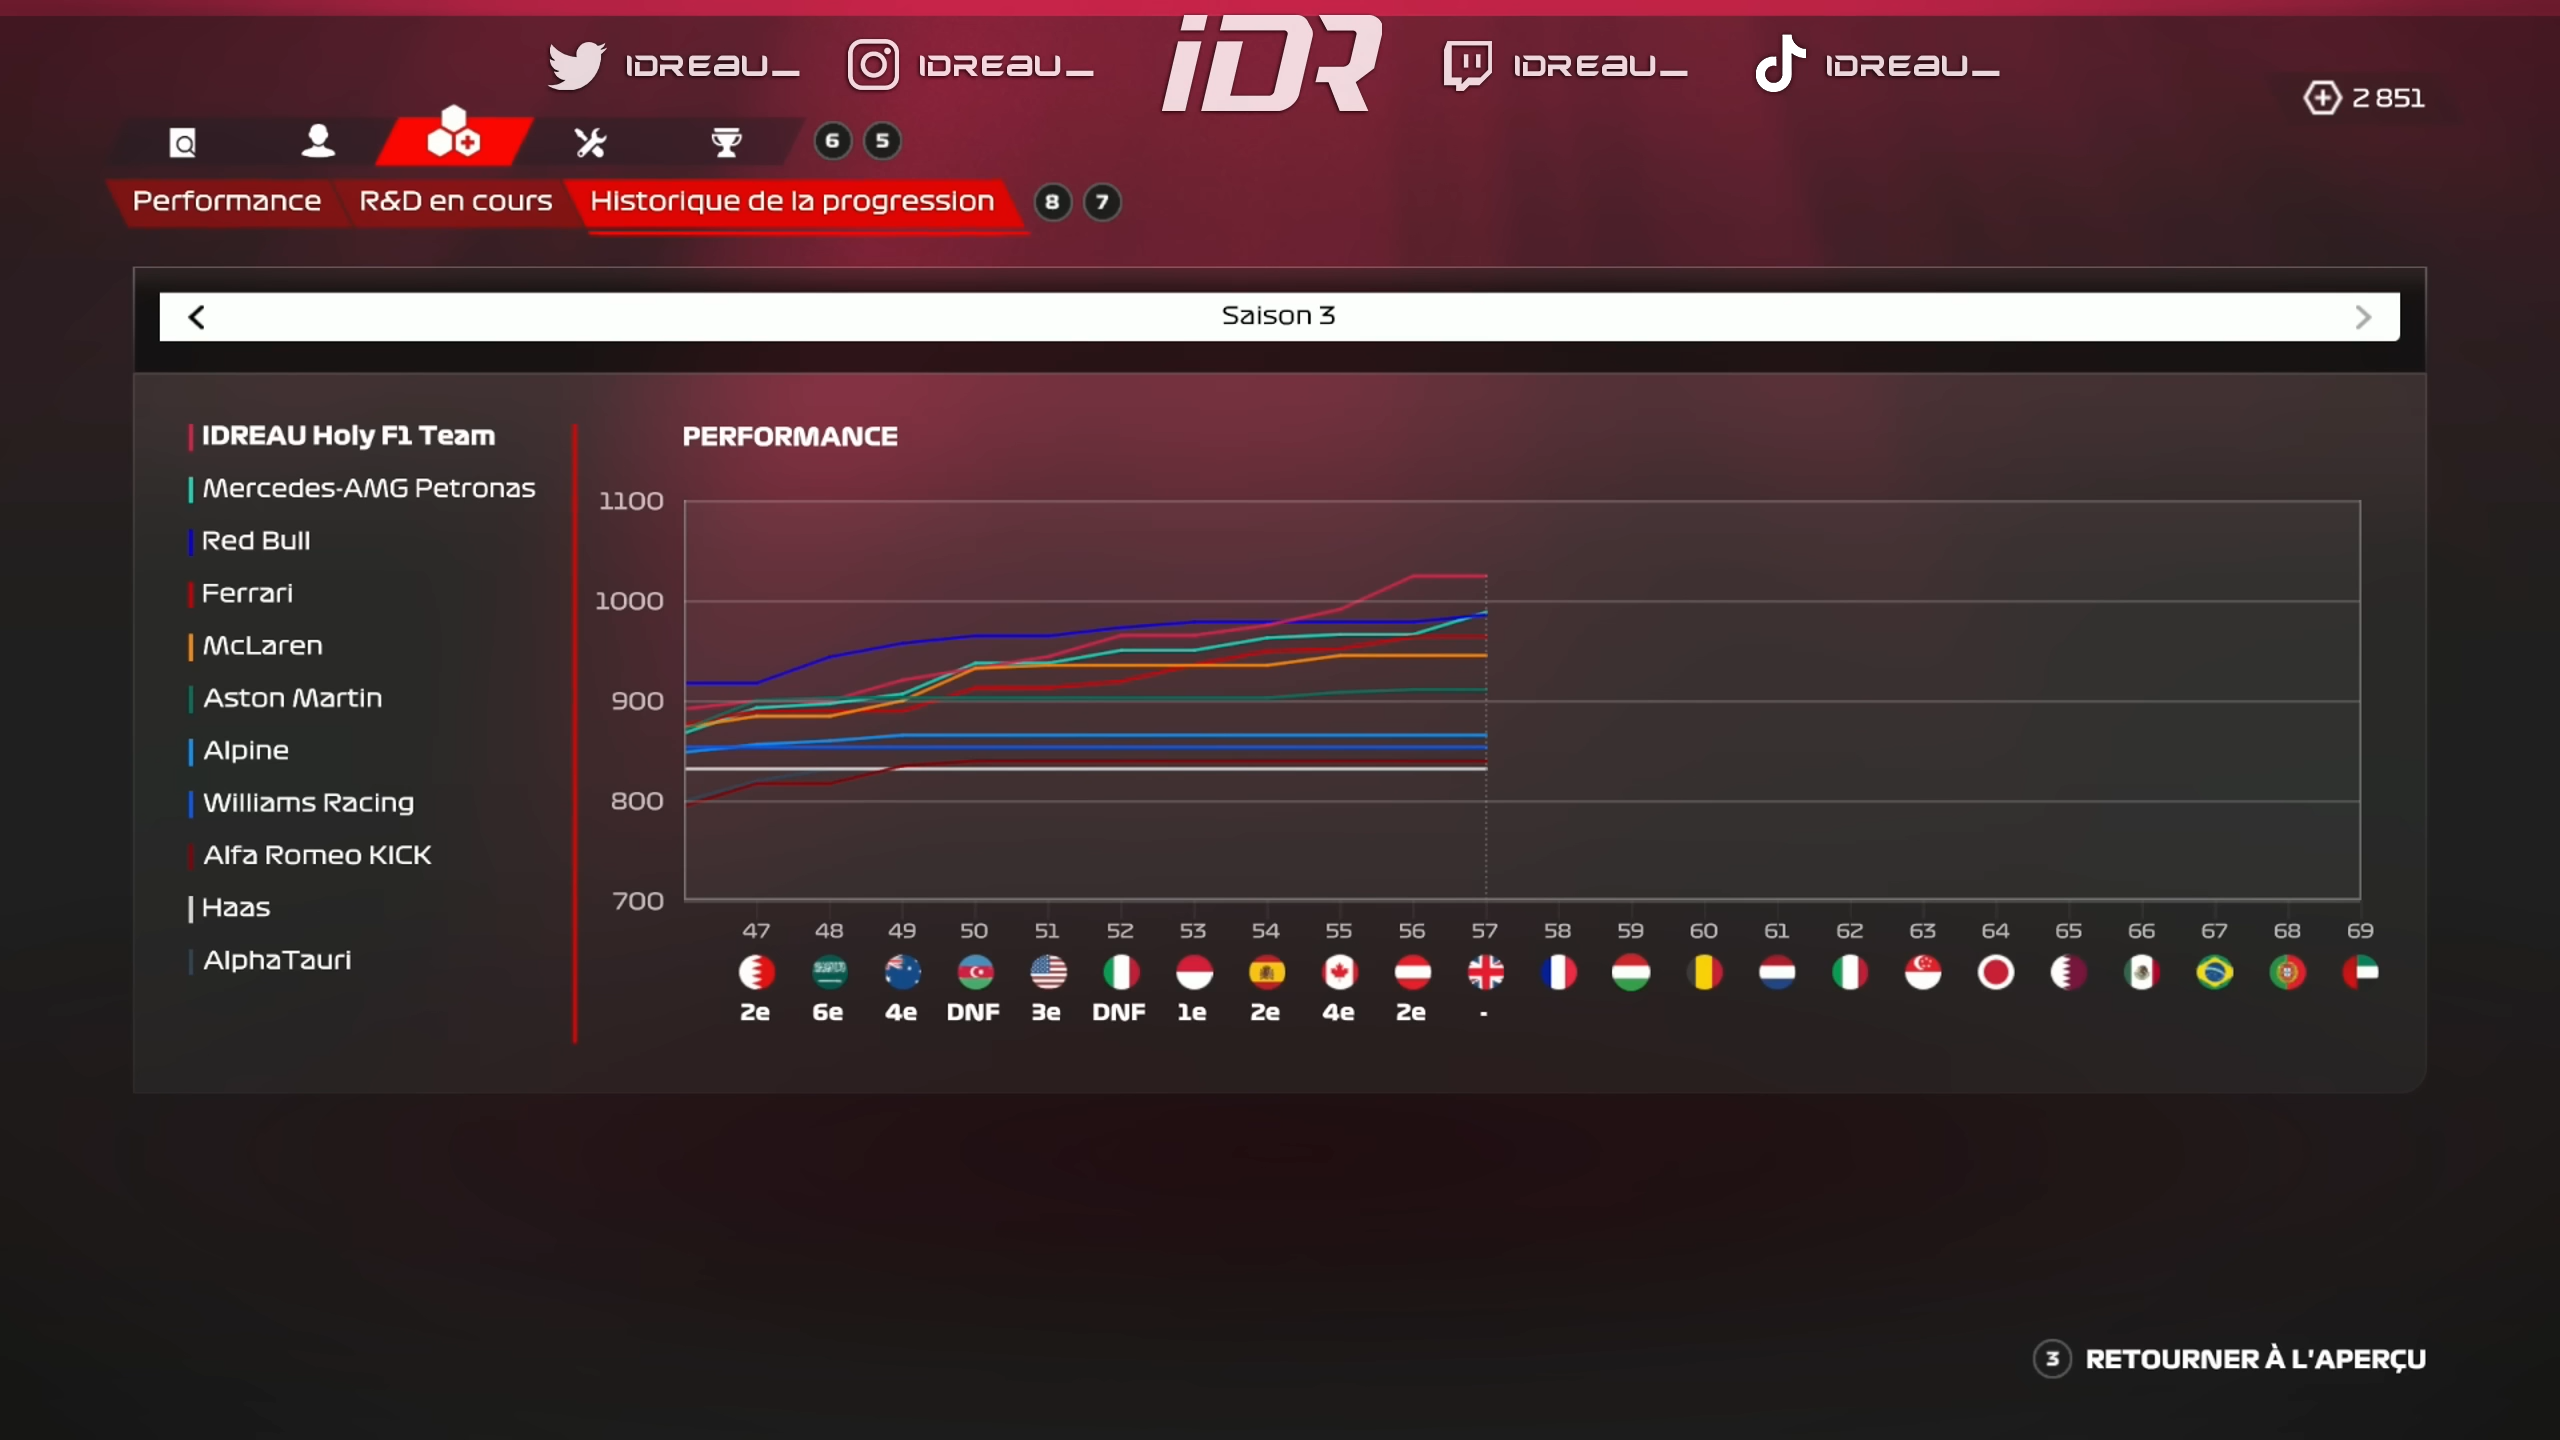 IDREAU_ IDREAU_ iDR IDREAU_ IDREAU_
2 851
6 5
Performance R&D en cours Historique de la progression 8 7
Saison 3
IDREAU Holy F1 Team
Mercedes-AMG Petronas
Red Bull
Ferrari
McLaren
Aston Martin
Alpine
Williams Racing
Alfa Romeo KICK
Haas
AlphaTauri
PERFORMANCE
1100
1000
900
800
700
47 48 49 50 51 52 53 54 55 56 57 58 59 60 61 62 63 64 65 66 67 68 69
2e 6e 4e DNF 3e DNF 1e 2e 4e 2e -
3 RETOURNER À L'APERÇU